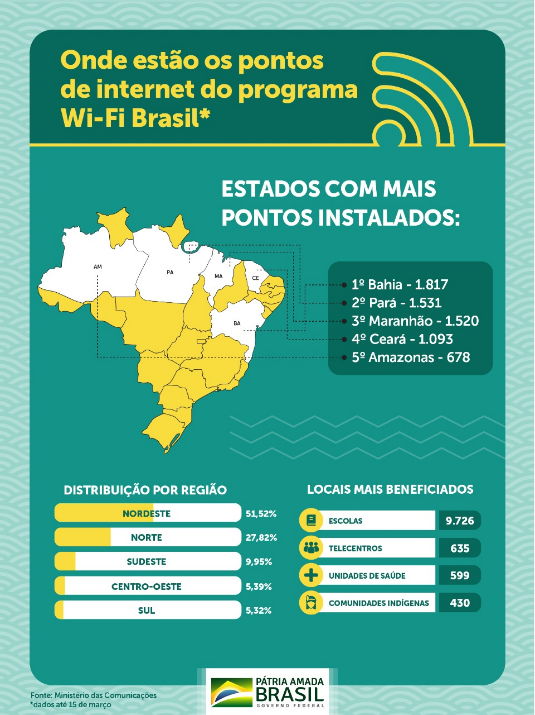 Onde estão os pontos
de internet do programa
Wi-Fi Brasil*
ESTADOS COM MAIS
PONTOS INSTALADOS:
AM
PA
MA
CE
BA
1º Bahia - 1.817
2º Pará - 1.531
3º Maranhão - 1.520
4º Ceará - 1.093
5º Amazonas - 678
DISTRIBUIÇÃO POR REGIÃO
NORDESTE 51,52%
NORTE 27,82%
SUDESTE 9,95%
CENTRO-OESTE 5,39%
SUL 5,32%
LOCAIS MAIS BENEFICIADOS
ESCOLAS 9.726
TELECENTROS 635
UNIDADES DE SAÚDE 599
COMUNIDADES INDÍGENAS 430
Fonte: Ministério das Comunicações
*dados até 15 de março
PÁTRIA AMADA
BRASIL
GOVERNO FEDERAL